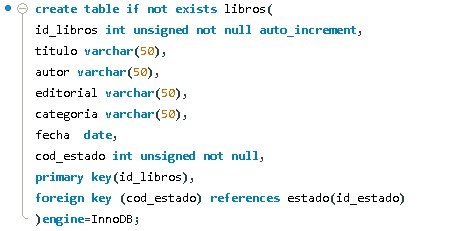 create table if not exists libros(
id_libros int unsigned not null auto_increment,
titulo varchar(50),
autor varchar(50),
editorial varchar(50),
categoria varchar(50),
fecha  date,
cod_estado int unsigned not null,
primary key(id_libros),
foreign key (cod_estado) references estado(id_estado)
)engine=InnoDB;